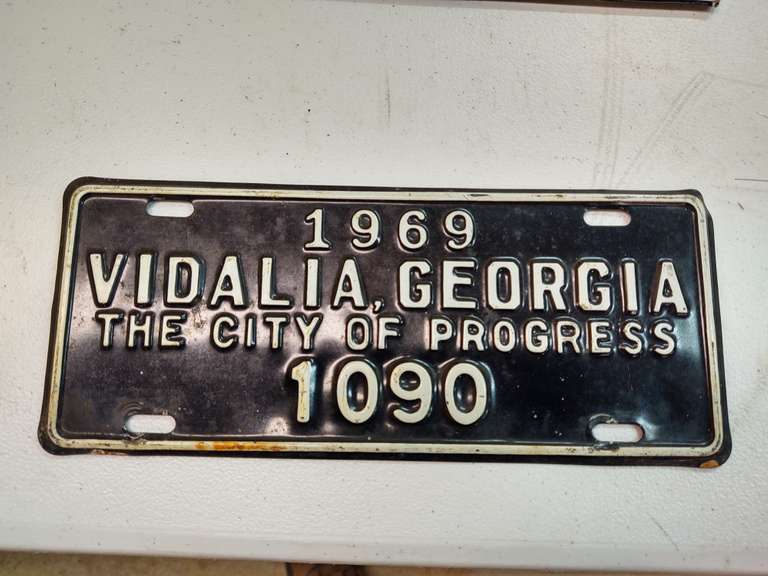 1969
VIDALIA, GEORGIA
THE CITY OF PROGRESS
1090